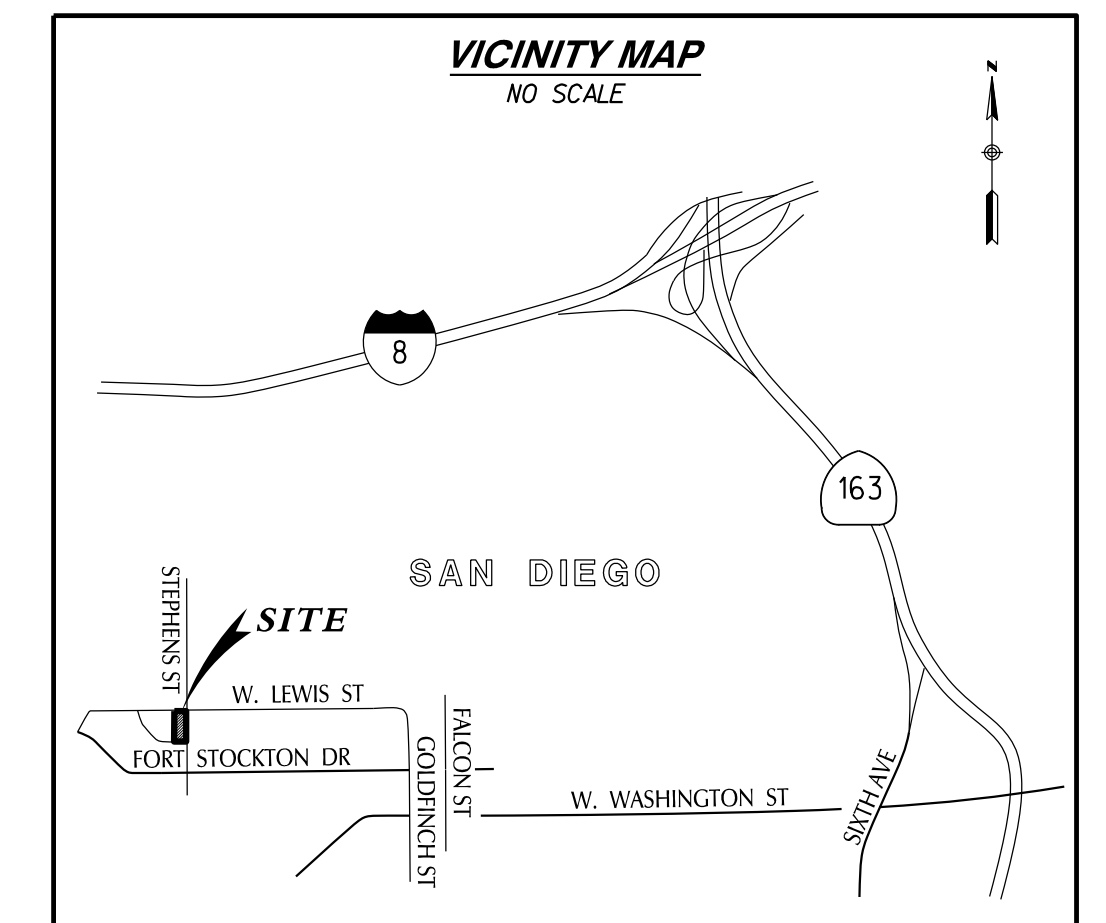 VICINITY MAP
NO SCALE
N
8
163
SAN DIEGO
STEPHENS ST
SITE
W. LEWIS ST
FALCON ST
FORT STOCKTON DR
GOLDFINCH ST
W. WASHINGTON ST
SIXTH AVE